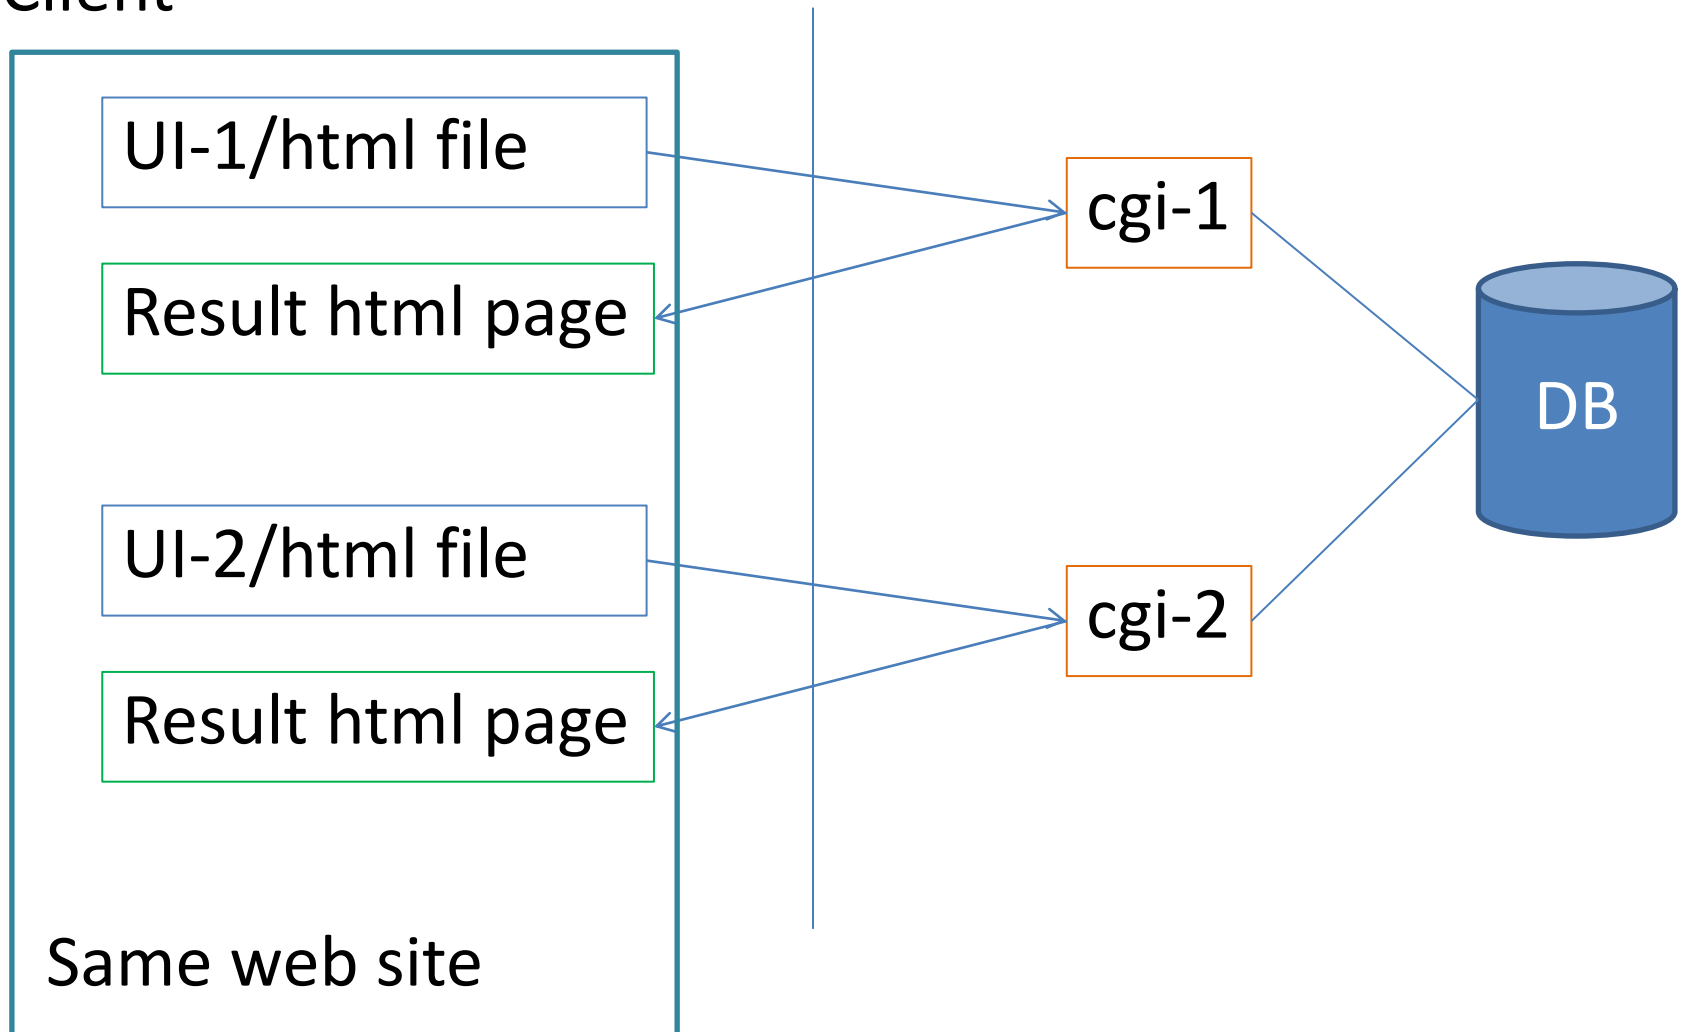 Client
UI-1/html file
cgi-1
Result html page
DB
UI-2/html file
cgi-2
Result html page
Same web site